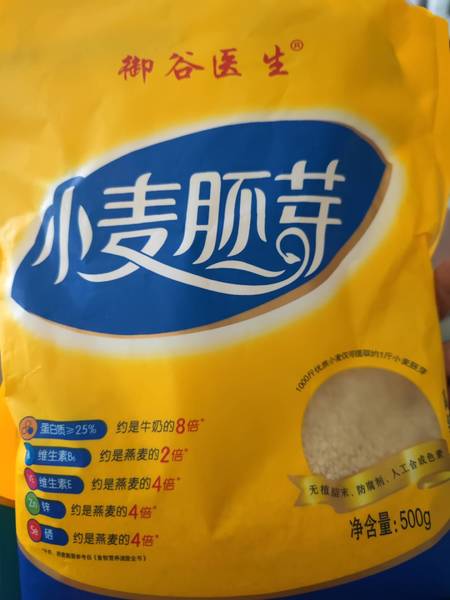 御谷医生®
小麦胚芽
1000斤优质小麦仅可提取约1斤小麦胚芽
蛋白质≥25% 约是牛奶的8倍*
维生素B₆ 约是燕麦的2倍*
维生素E 约是燕麦的4倍*
Zn 锌 约是燕麦的4倍*
Se 硒 约是燕麦的4倍*
无植脂末、防腐剂、人工合成色素
净含量:500g